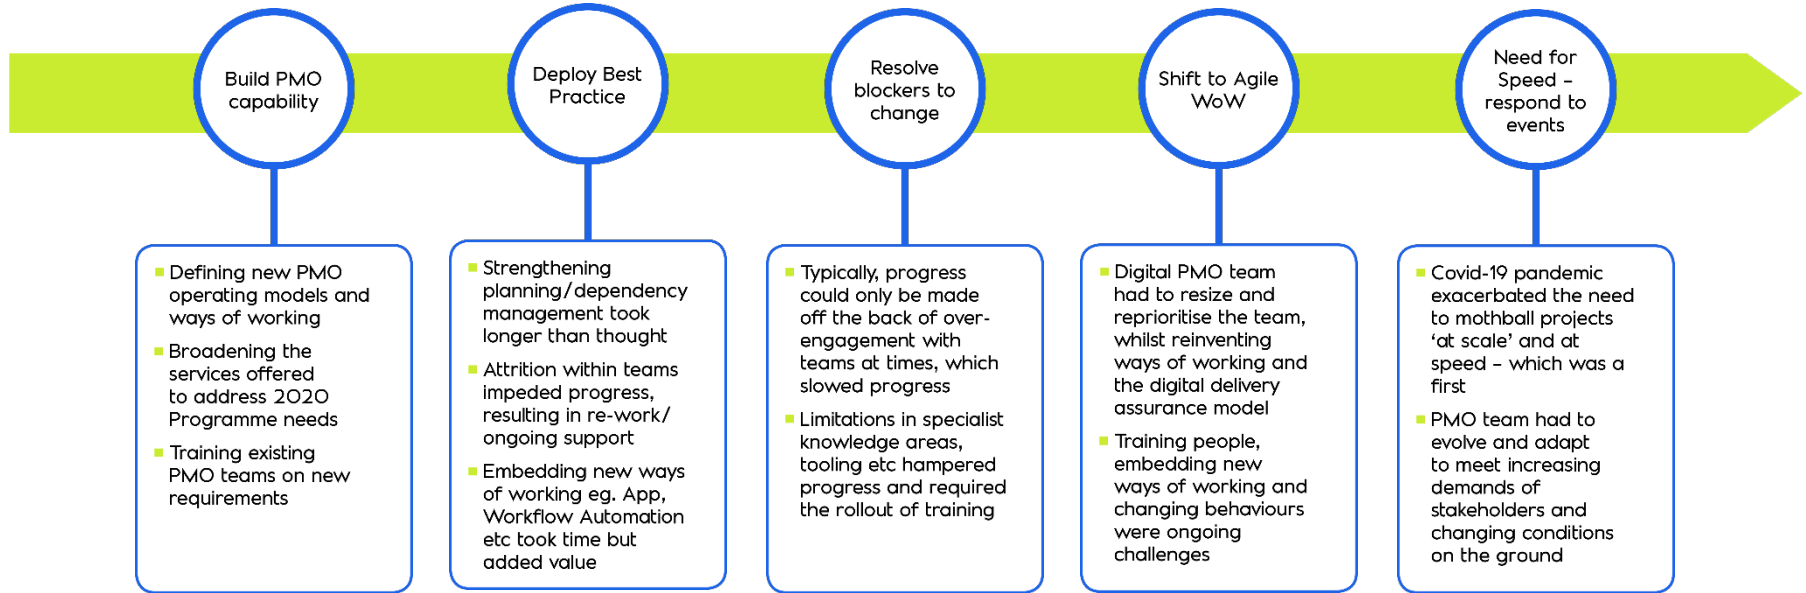 Build PMO
capability
Deploy Best
Practice
Resolve
blockers to
change
Shift to Agile
WoW
Need for
Speed –
respond to
events
Defining new PMO
operating models and
ways of working
Broadening the
services offered
to address 2020
Programme needs
Training existing
PMO teams on new
requirements
Strengthening
planning/dependency
management took
longer than thought
Attrition within teams
impeded progress,
resulting in re-work/
ongoing support
Embedding new ways
of working eg. App,
Workflow Automation
etc took time but
added value
Typically, progress
could only be made
off the back of over-
engagement with
teams at times, which
slowed progress
Limitations in specialist
knowledge areas,
tooling etc hampered
progress and required
the rollout of training
Digital PMO team
had to resize and
reprioritise the team,
whilst reinventing
ways of working and
the digital delivery
assurance model
Training people,
embedding new
ways of working and
changing behaviours
were ongoing
challenges
Covid-19 pandemic
exacerbated the need
to mothball projects
‘at scale’ and at
speed – which was a
first
PMO team had to
evolve and adapt
to meet increasing
demands of
stakeholders and
changing conditions
on the ground